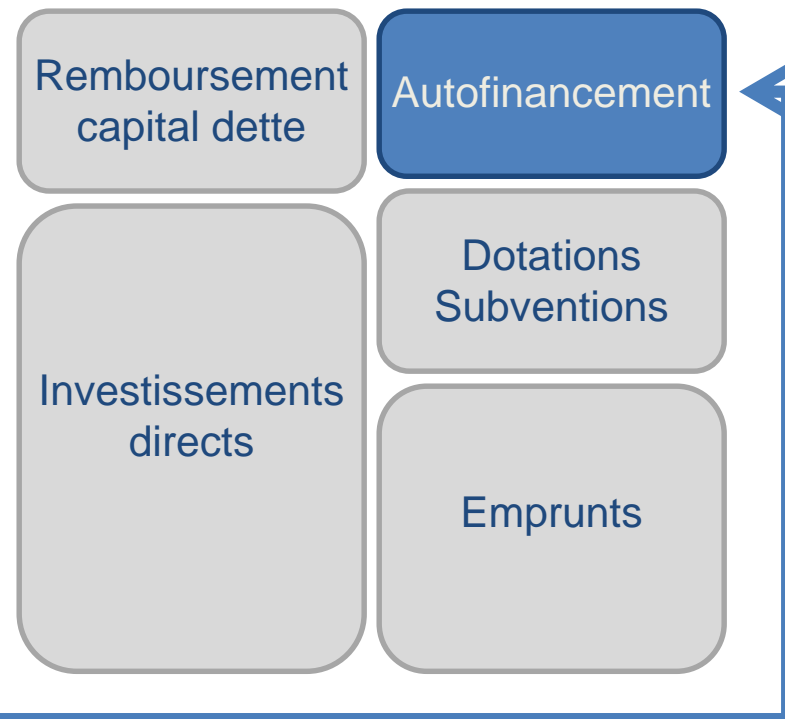 Remboursement
capital dette
Autofinancement
Dotations
Subventions
Investissements
directs
Emprunts